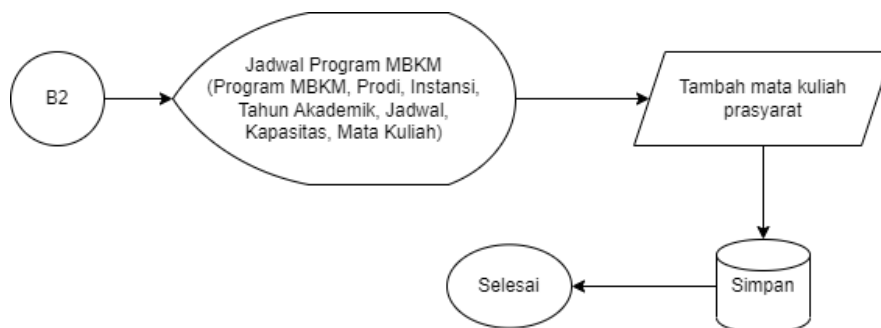 B2
Jadwal Program MBKM
(Program MBKM, Prodi, Instansi,
Tahun Akademik, Jadwal,
Kapasitas, Mata Kuliah)
Tambah mata kuliah
prasyarat
Selesai
Simpan